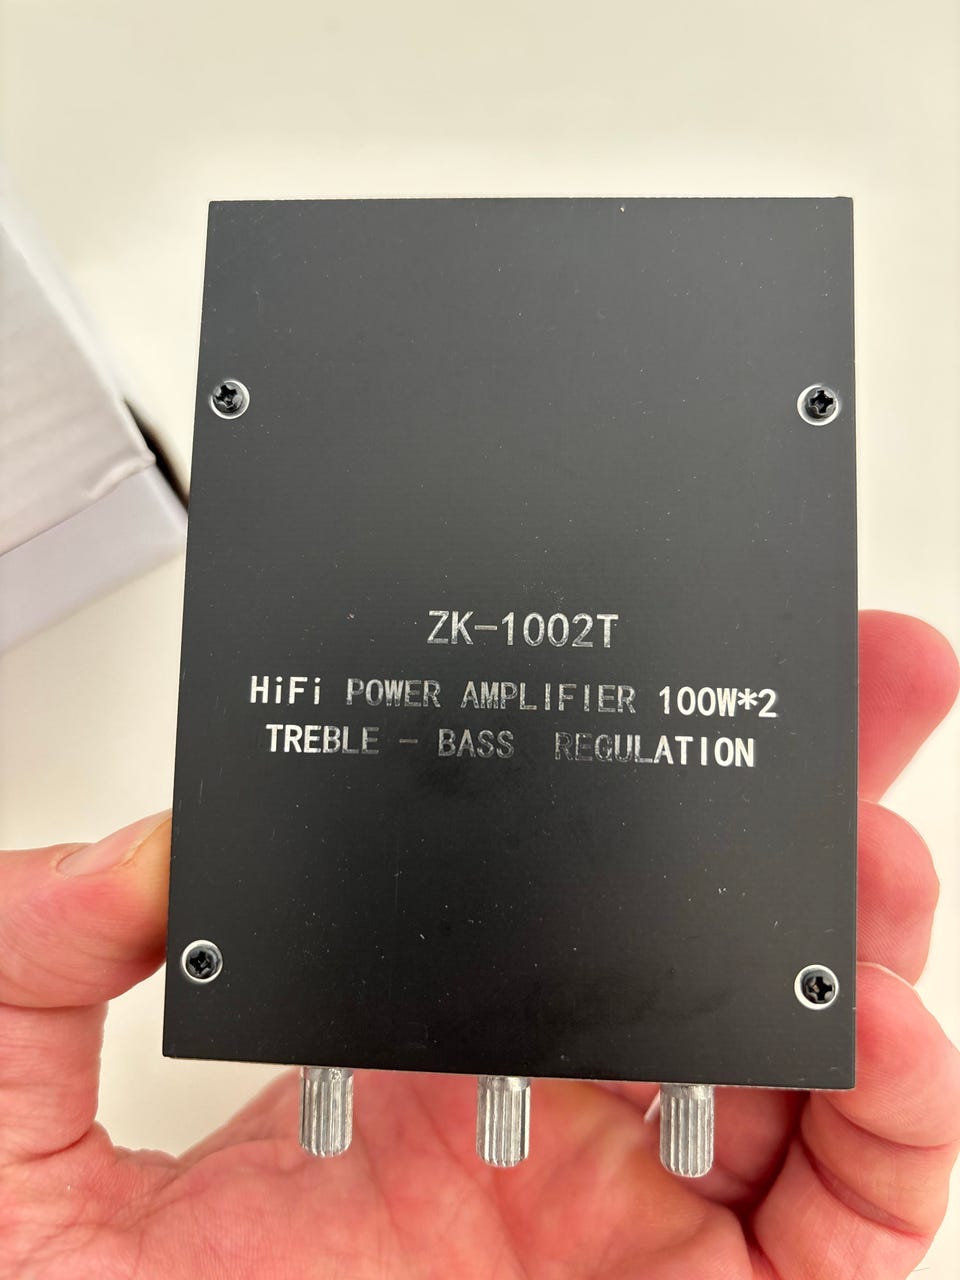 ZK-1002T
HiFi POWER AMPLIFIER 100W*2
TREBLE - BASS REGULATION